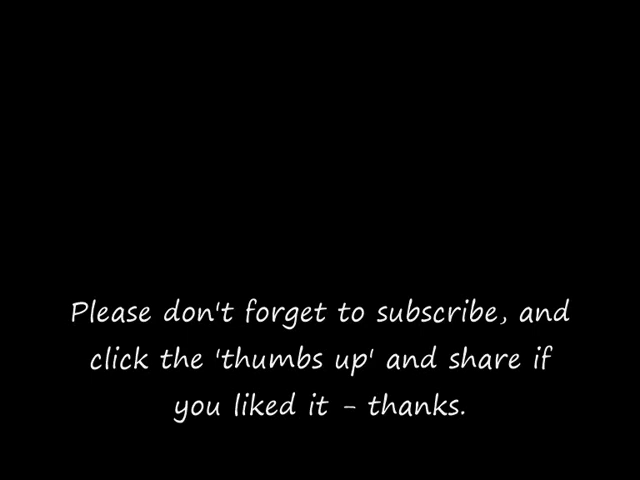 Please don't forget to subscribe, and
click the 'thumbs up' and share if
you liked it - thanks.